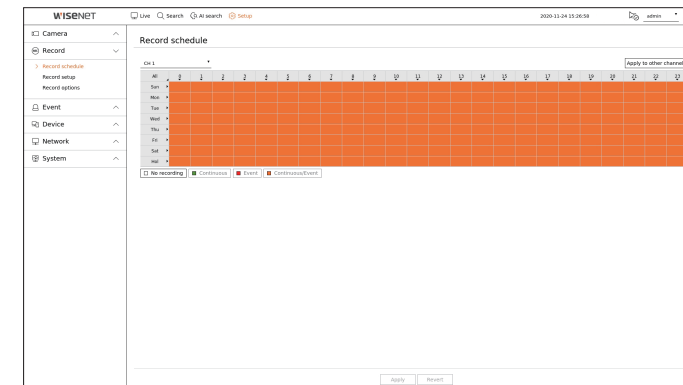 WISENET
Live Search AI search Setup
2020-11-24 15:26:58
admin
Camera
Record
Record schedule
Record setup
Record options
Event
Device
Network
System
Record schedule
CH 1
Apply to other channel
All 0 1 2 3 4 5 6 7 8 9 10 11 12 13 14 15 16 17 18 19 20 21 22 23
Sun
Mon
Tue
Wed
Thu
Fri
Sat
Hol
No recording Continuous Event Continuous/Event
Apply Revert